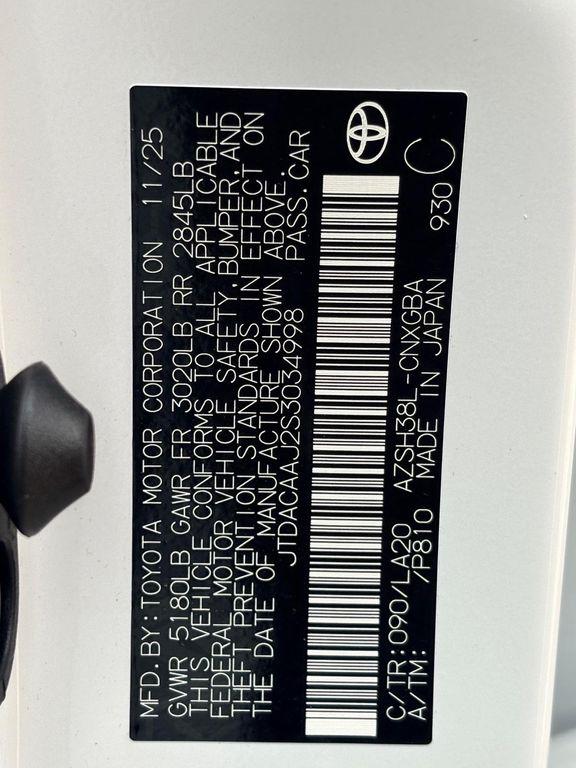 MFD.BY:TOYOTA MOTOR CORPORATION 11/25
GVWR 5180LB GAWR FR 3020LB RR 2845LB
THIS VEHICLE CONFORMS TO ALL APPLICABLE
FEDERAL MOTOR VEHICLE SAFETY, BUMPER, AND
THEFT PREVENTION STANDARDS IN EFFECT ON
THE DATE OF MANUFACTURE SHOWN ABOVE.
JTDACAAJ2S3034998 PASS.CAR
C/TR:090/LA20 AZSH38L-CNXGBA 930 C
A/TM: /P810 MADE IN JAPAN